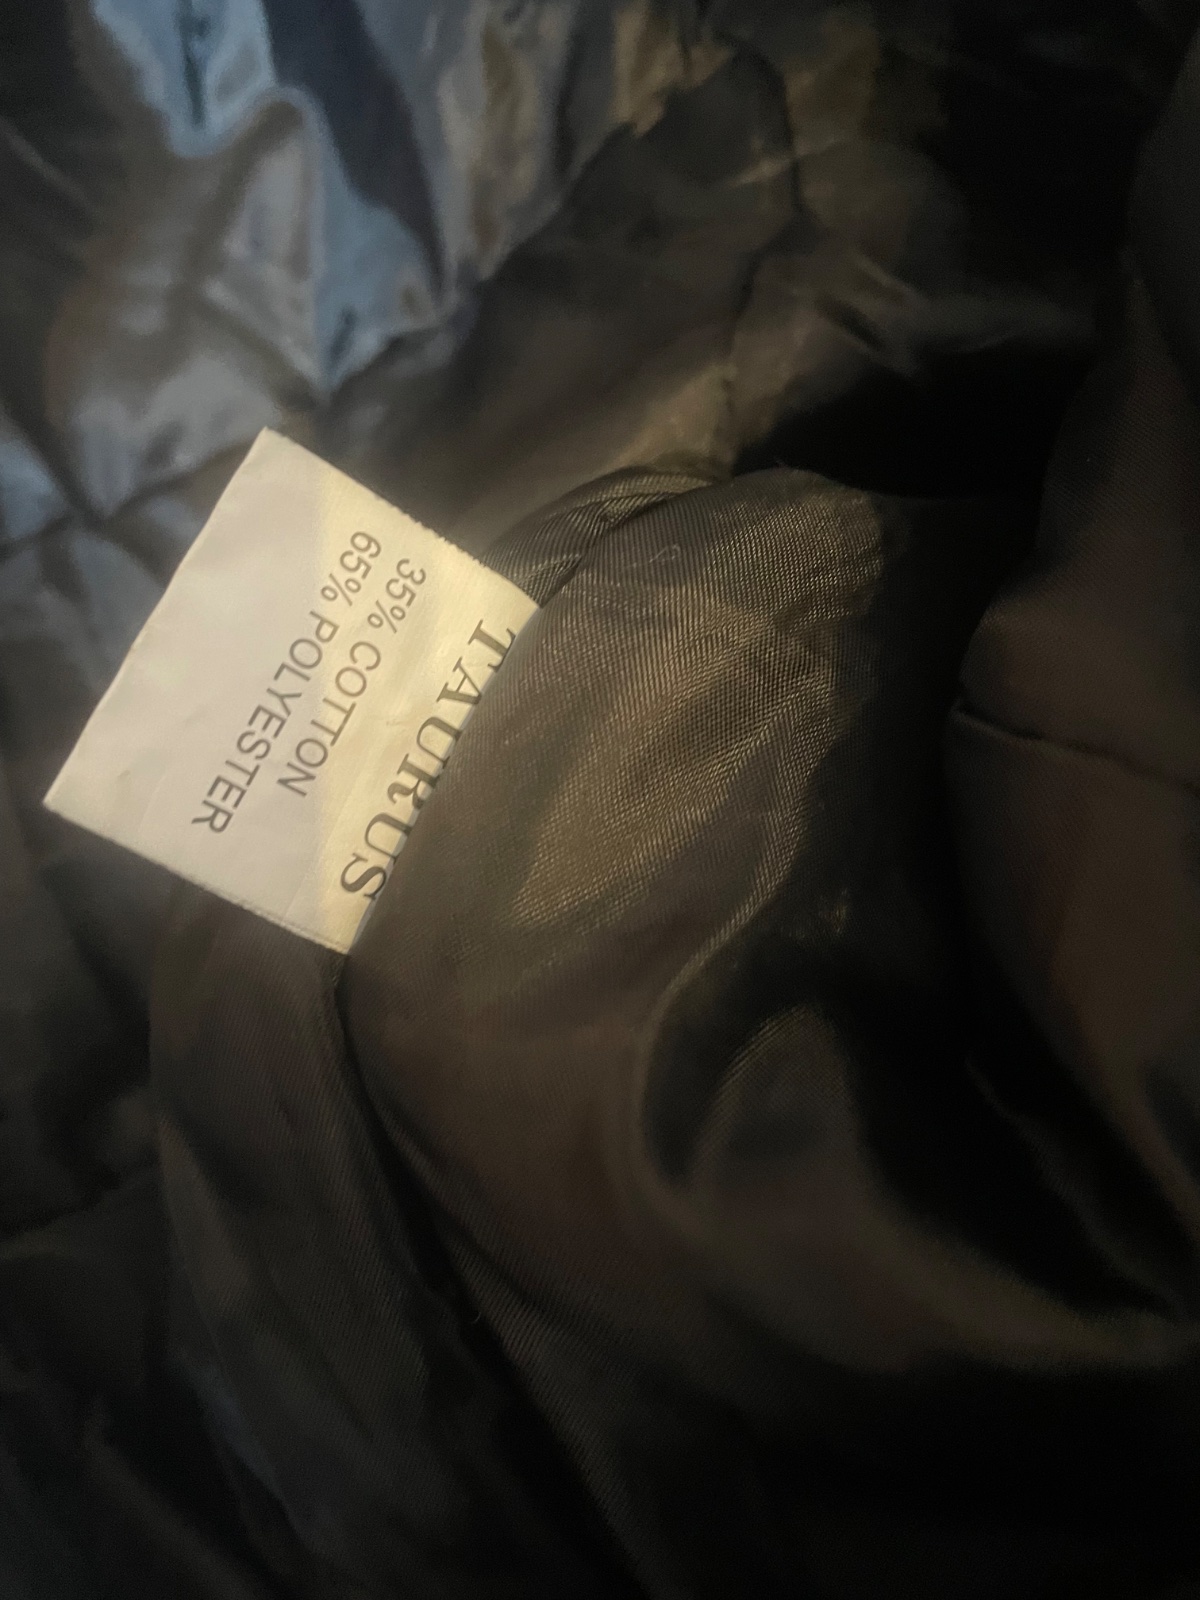 TAURUS
35% COTTON
65% POLYESTER